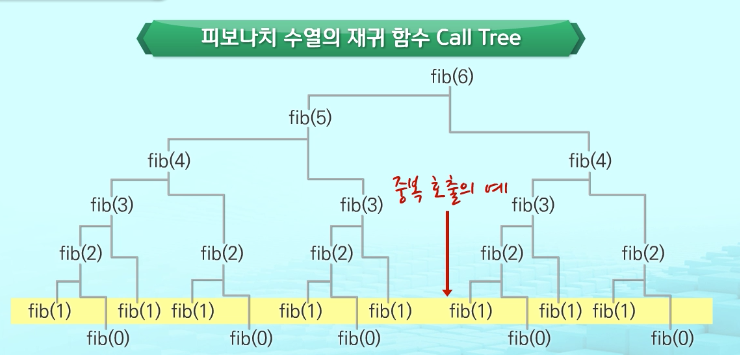 피보나치 수열의 재귀 함수 Call Tree
fib(6)
fib(5)
fib(4) fib(4)
fib(3) fib(3) 중복 호출의 예 fib(3)
fib(2) fib(2) fib(2) fib(2) fib(2)
fib(1) fib(1) fib(1) fib(1) fib(1) fib(1) fib(1) fib(1)
fib(0) fib(0) fib(0) fib(0) fib(0)